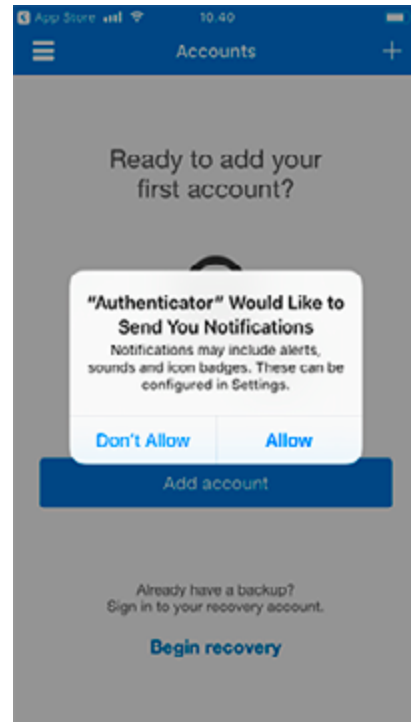 App Store 10.40
Accounts
Ready to add your
first account?
"Authenticator" Would Like to
Send You Notifications
Notifications may include alerts,
sounds and icon badges. These can be
configured in Settings.
Don't Allow Allow
Add account
Already have a backup?
Sign in to your recovery account.
Begin recovery